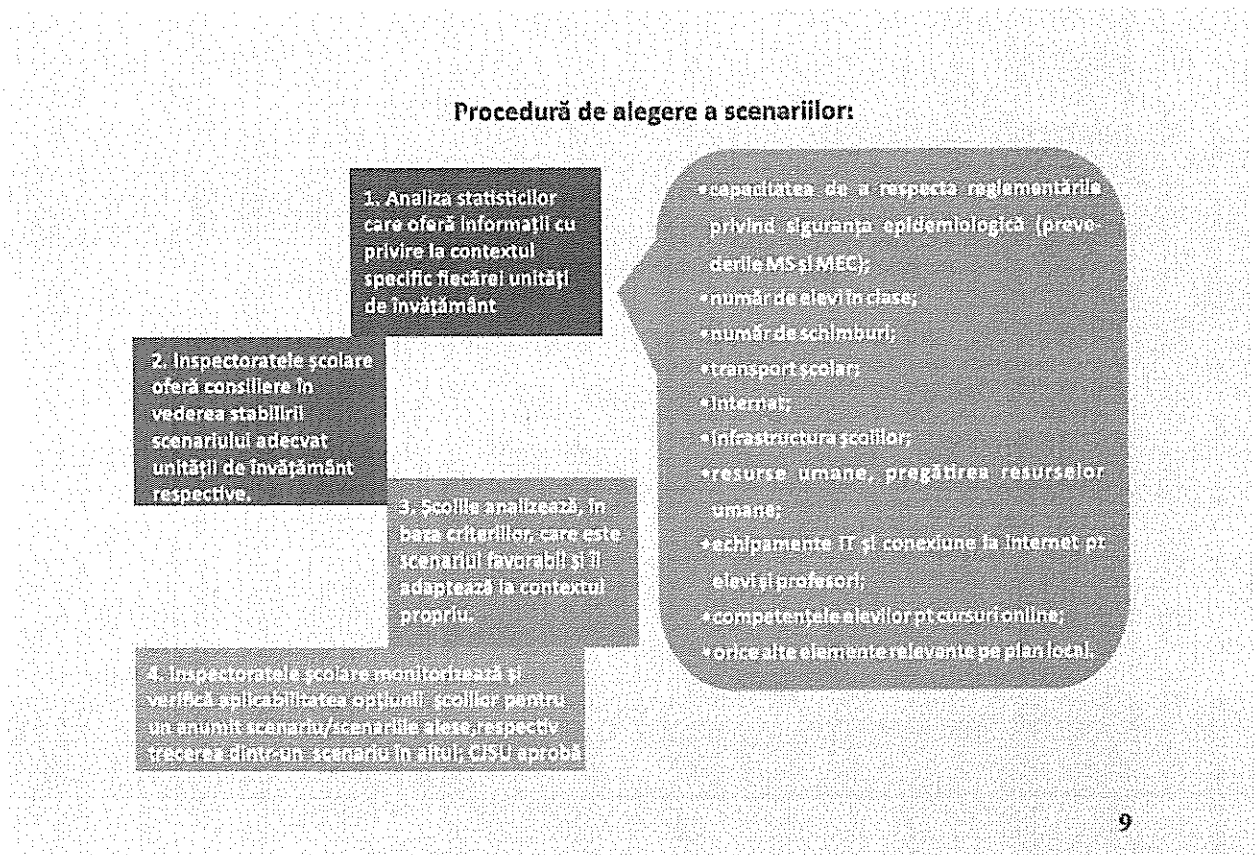 Procedură de alegere a scenariilor:
1. Analiza statisticilor
care oferă informații cu
privire la contextul
specific fiecărei unități
de învățământ
2. Inspectoratele școlare
oferă consiliere în
vederea stabilirii
scenariului adecvat
unității de învățământ
respective.
3. Școlile analizează, în
baza criteriilor, care este
scenariul favorabil și îl
adaptează la contextul
propriu.
4. Inspectoratele școlare monitorizează și
verifică aplicabilitatea opțiunii școlilor pentru
un anumit scenariu/scenariile alese,respectiv
trecerea dintr-un scenariu în altul; CJSU aprobă
•capacitatea de a respecta reglementările
privind siguranța epidemiologică (preve-
derile MS și MEC);
•număr de elevi în clase;
•număr de schimburi;
•transport școlar;
•internat;
•infrastructura școlilor;
•resurse umane, pregătirea resurselor
umane;
•echipamente IT și conexiune la internet pt
elevi și profesori;
•competențele elevilor pt cursuri online;
•orice alte elemente relevante pe plan local.
9